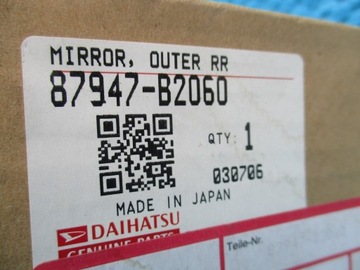 MIRROR, OUTER RR
87947-B2060
QTY: 1
030706
MADE IN JAPAN
DAIHATSU
GENUINE PARTS
Teile-Nr.